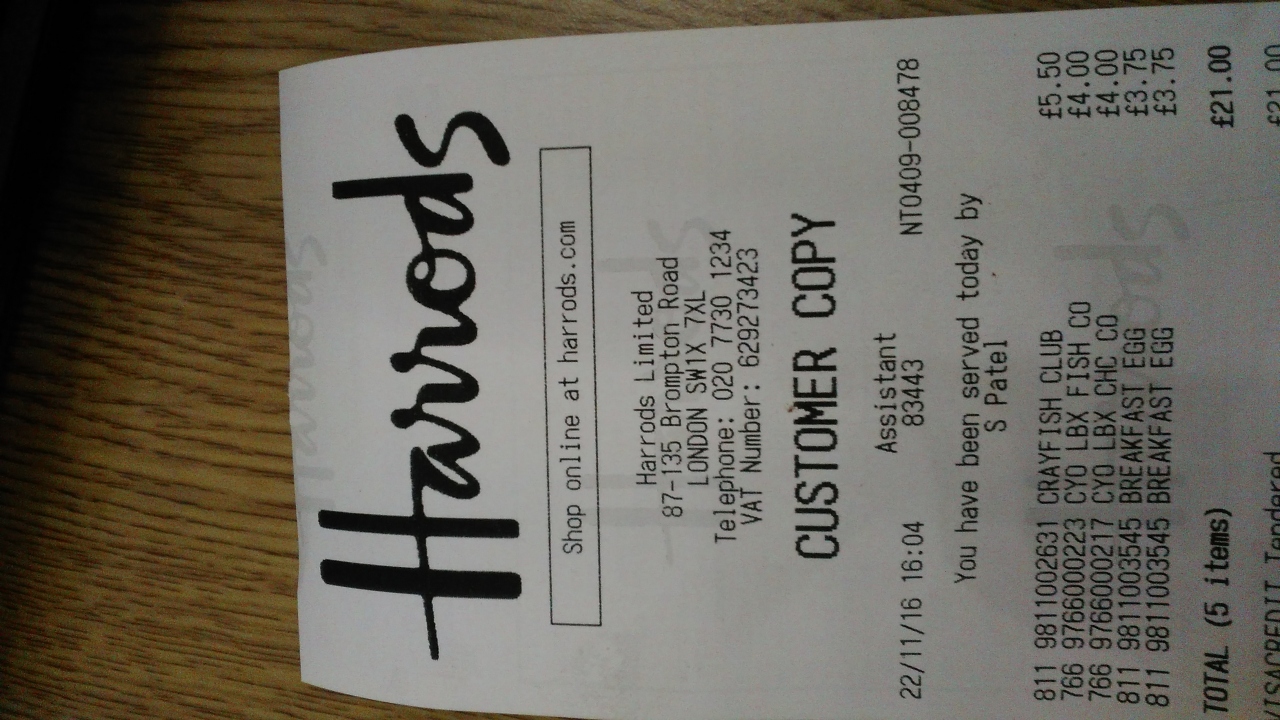 Harrods
Shop online at harrods.com
Harrods Limited
87-135 Brompton Road
LONDON SW1X 7XL
Telephone: 020 7730 1234
VAT Number: 629273423
CUSTOMER COPY
Assistant
22/11/16 16:04 83443 NT0409-008478
You have been served today by
S Patel
811 9811002631 CRAYFISH CLUB £5.50
766 9766000223 CYO LBX FISH CO £4.00
766 9766000217 CYO LBX CHC CO £4.00
811 9811003545 BREAKFAST EGG £3.75
811 9811003545 BREAKFAST EGG £3.75
TOTAL (5 items) £21.00
VISACREDIT Tendered £21.00